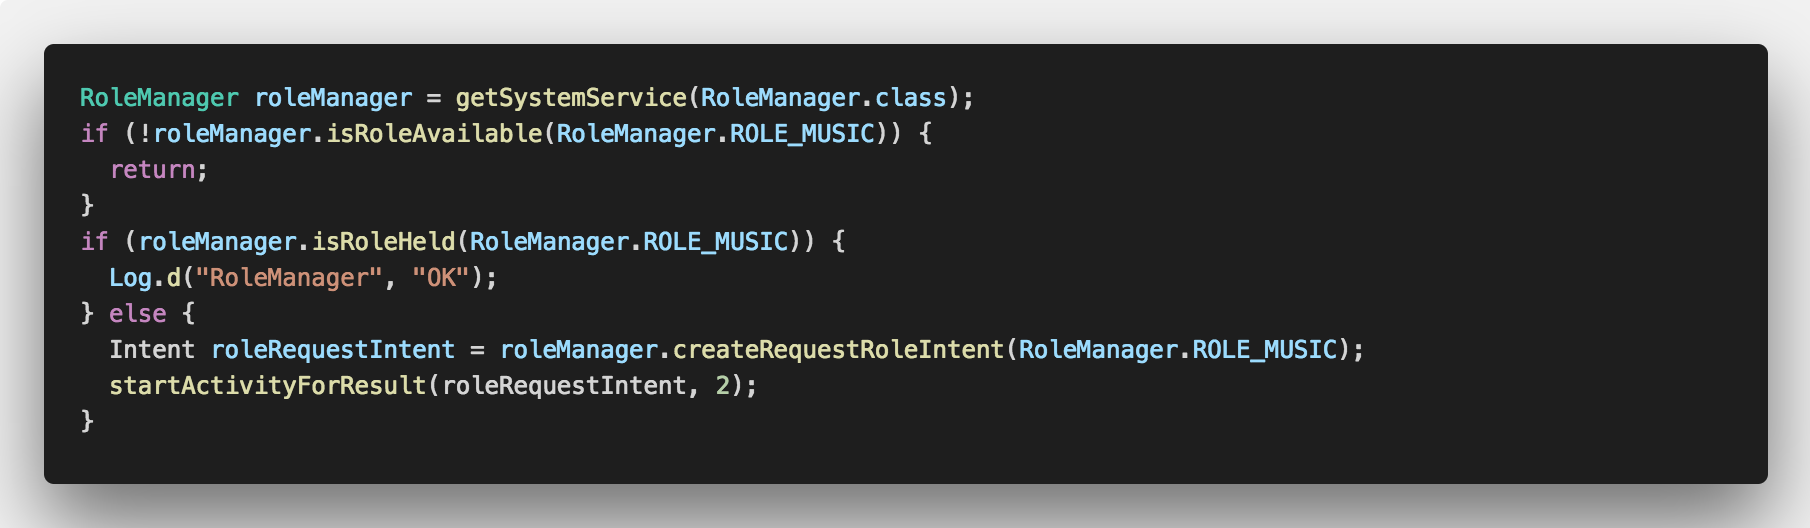 RoleManager roleManager = getSystemService(RoleManager.class);
if (!roleManager.isRoleAvailable(RoleManager.ROLE_MUSIC)) {
  return;
}
if (roleManager.isRoleHeld(RoleManager.ROLE_MUSIC)) {
  Log.d("RoleManager", "OK");
} else {
  Intent roleRequestIntent = roleManager.createRequestRoleIntent(RoleManager.ROLE_MUSIC);
  startActivityForResult(roleRequestIntent, 2);
}